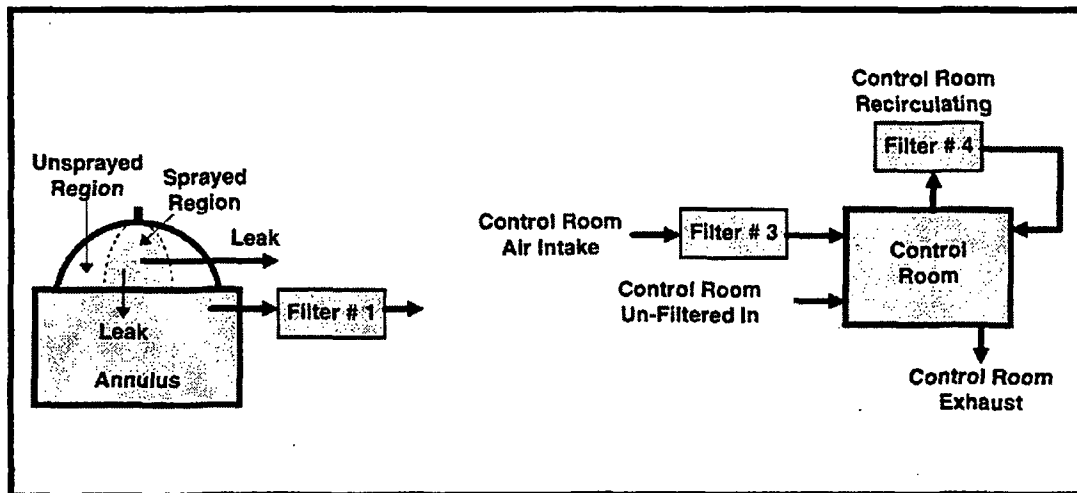 Unsprayed
Region
Sprayed
Region
Leak
Leak
Filter # 1
Annulus
Control Room
Recirculating
Filter # 4
Control Room
Air Intake
Filter # 3
Control
Room
Control Room
Un-Filtered In
Control Room
Exhaust